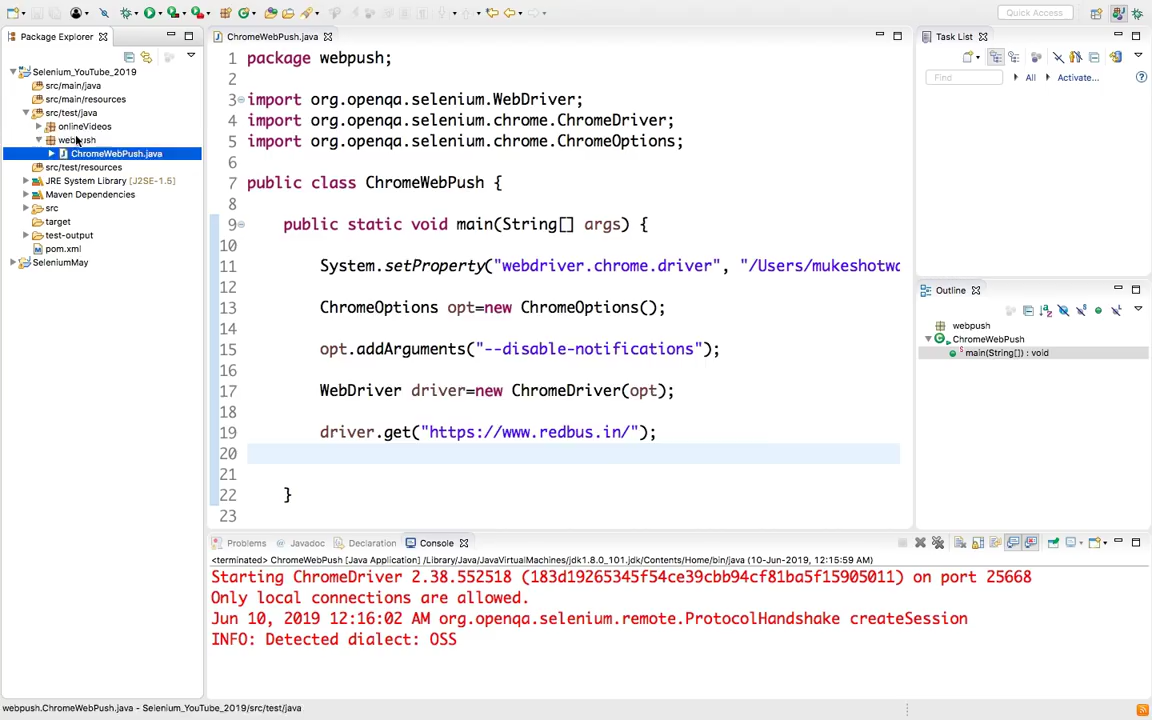 Quick Access
Package Explorer
Selenium_YouTube_2019
src/main/java
src/main/resources
src/test/java
onlineVideos
webpush
ChromeWebPush.java
src/test/resources
JRE System Library [J2SE-1.5]
Maven Dependencies
src
target
test-output
pom.xml
SeleniumMay
ChromeWebPush.java
1 package webpush;
2
3 import org.openqa.selenium.WebDriver;
4 import org.openqa.selenium.chrome.ChromeDriver;
5 import org.openqa.selenium.chrome.ChromeOptions;
6
7 public class ChromeWebPush {
8
9 public static void main(String[] args) {
10
11 System.setProperty("webdriver.chrome.driver", "/Users/mukeshotwa
12
13 ChromeOptions opt=new ChromeOptions();
14
15 opt.addArguments("--disable-notifications");
16
17 WebDriver driver=new ChromeDriver(opt);
18
19 driver.get("https://www.redbus.in/");
20
21
22 }
23
Task List
Find All Activate...
Outline
webpush
ChromeWebPush
main(String[]) : void
Problems Javadoc Declaration Console
<terminated> ChromeWebPush [Java Application] /Library/Java/JavaVirtualMachines/jdk1.8.0_101.jdk/Contents/Home/bin/java (10-Jun-2019, 12:15:59 AM)
Starting ChromeDriver 2.38.552518 (183d19265345f54ce39cbb94cf81ba5f15905011) on port 25668
Only local connections are allowed.
Jun 10, 2019 12:16:02 AM org.openqa.selenium.remote.ProtocolHandshake createSession
INFO: Detected dialect: OSS
webpush.ChromeWebPush.java - Selenium_YouTube_2019/src/test/java